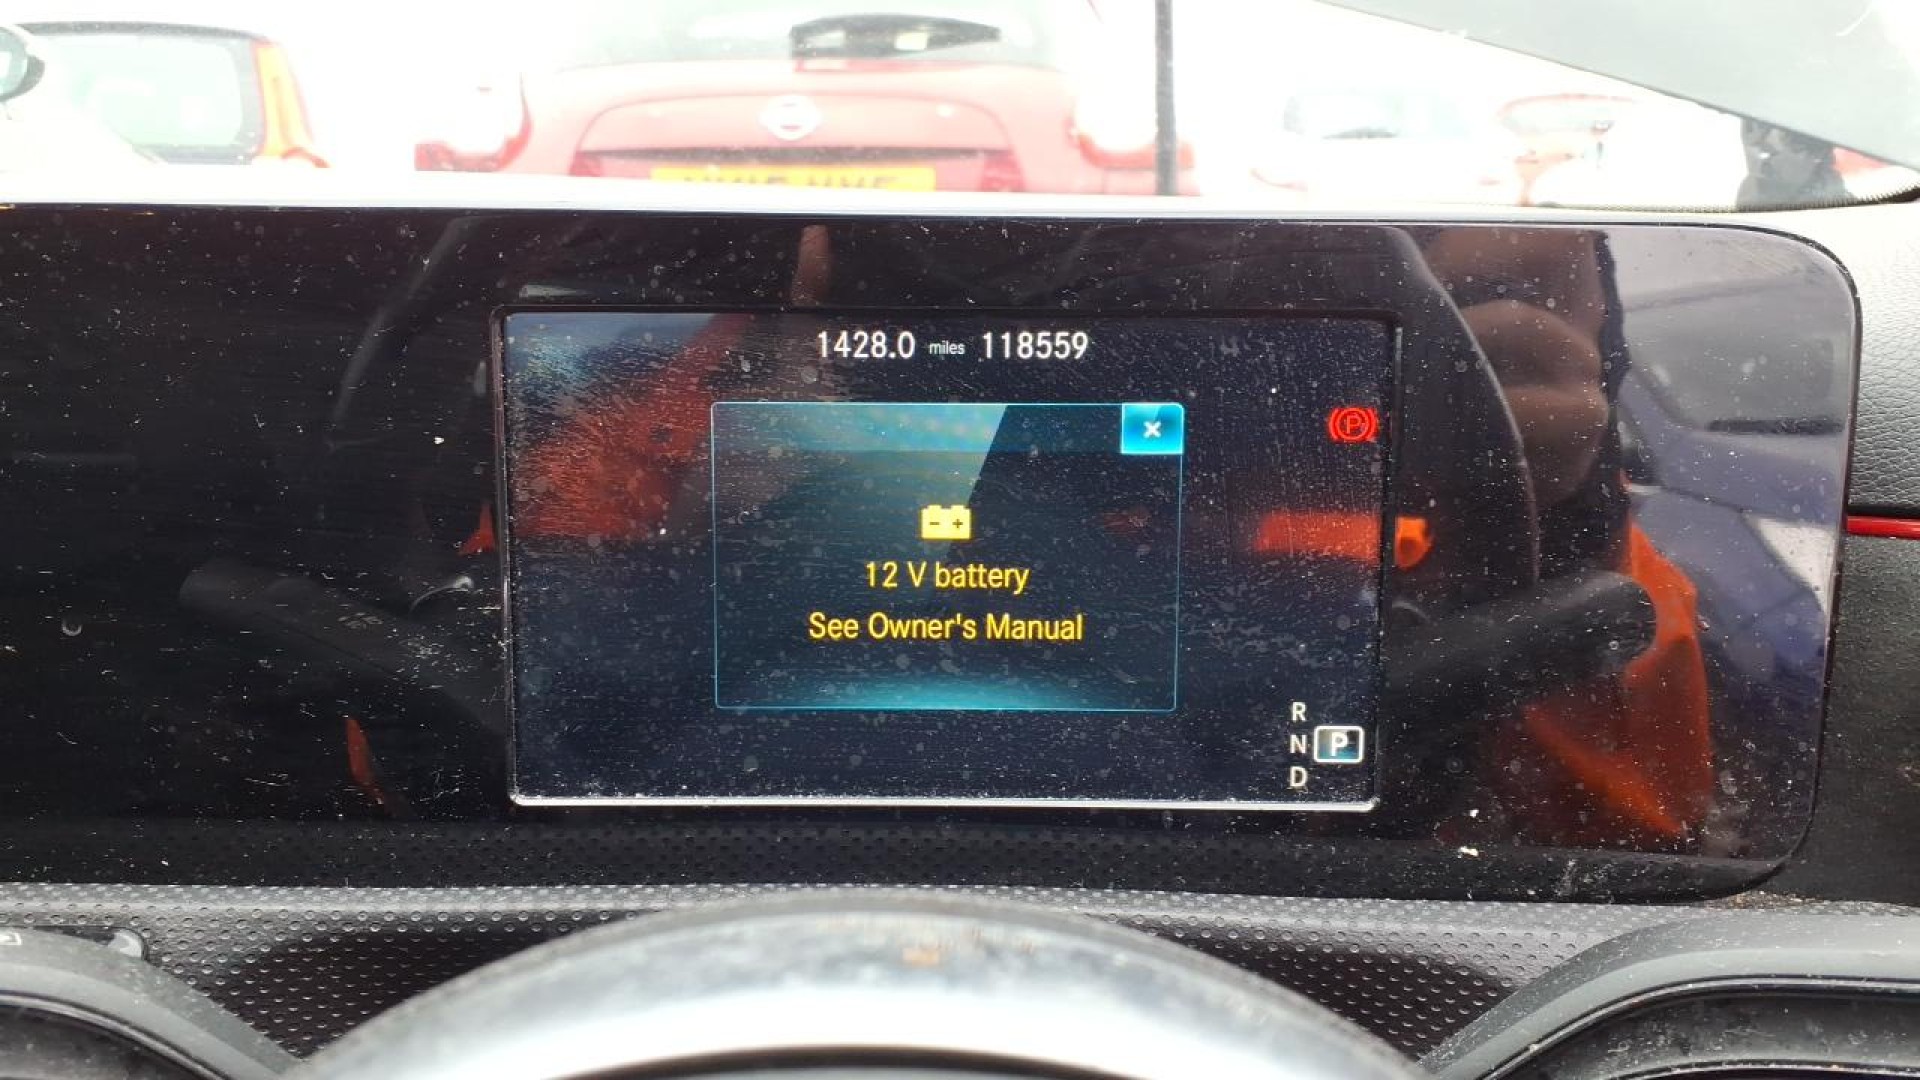 1428.0 miles 118559
12 V battery
See Owner's Manual
R
N P
D